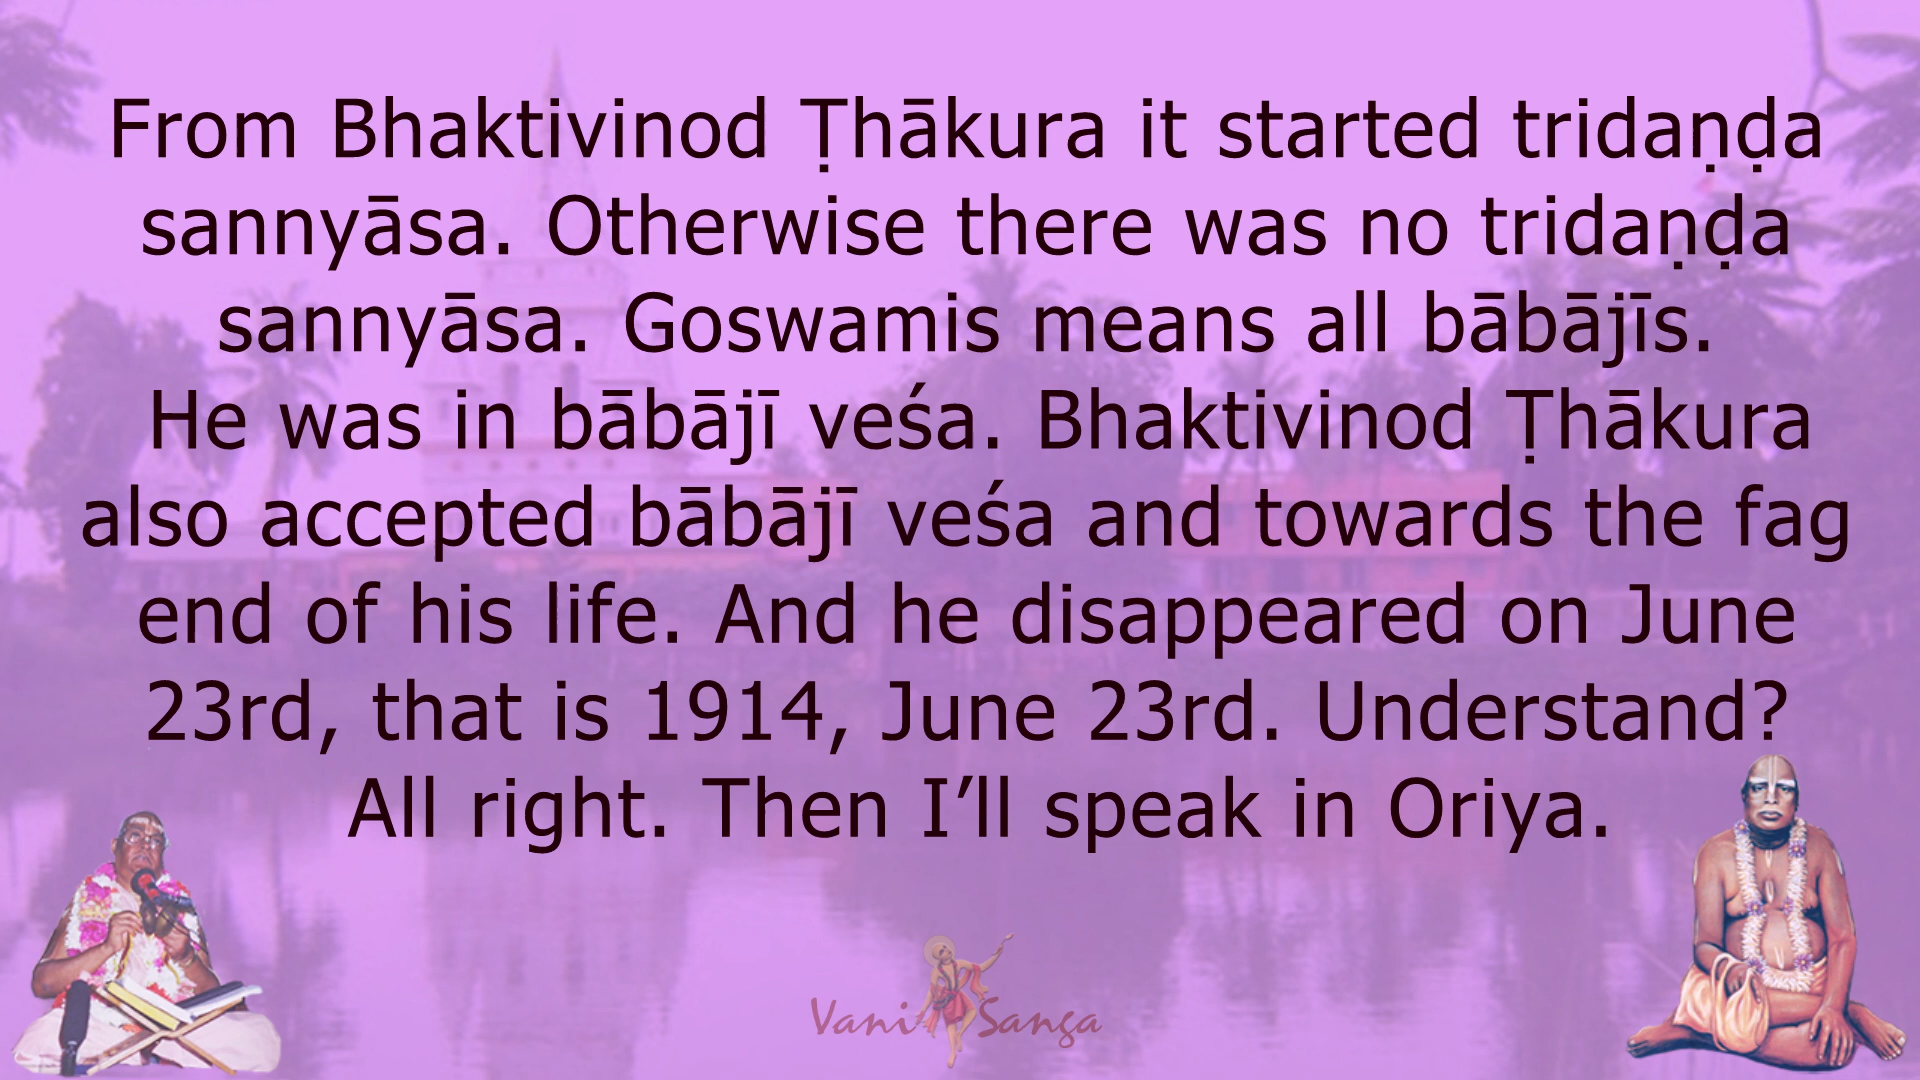 From Bhaktivinod Ṭhākura it started tridaṇḍa
sannyāsa. Otherwise there was no tridaṇḍa
sannyāsa. Goswamis means all bābājīs.
He was in bābājī veśa. Bhaktivinod Ṭhākura
also accepted bābājī veśa and towards the fag
end of his life. And he disappeared on June
23rd, that is 1914, June 23rd. Understand?
All right. Then I’ll speak in Oriya.
Vani Sanga